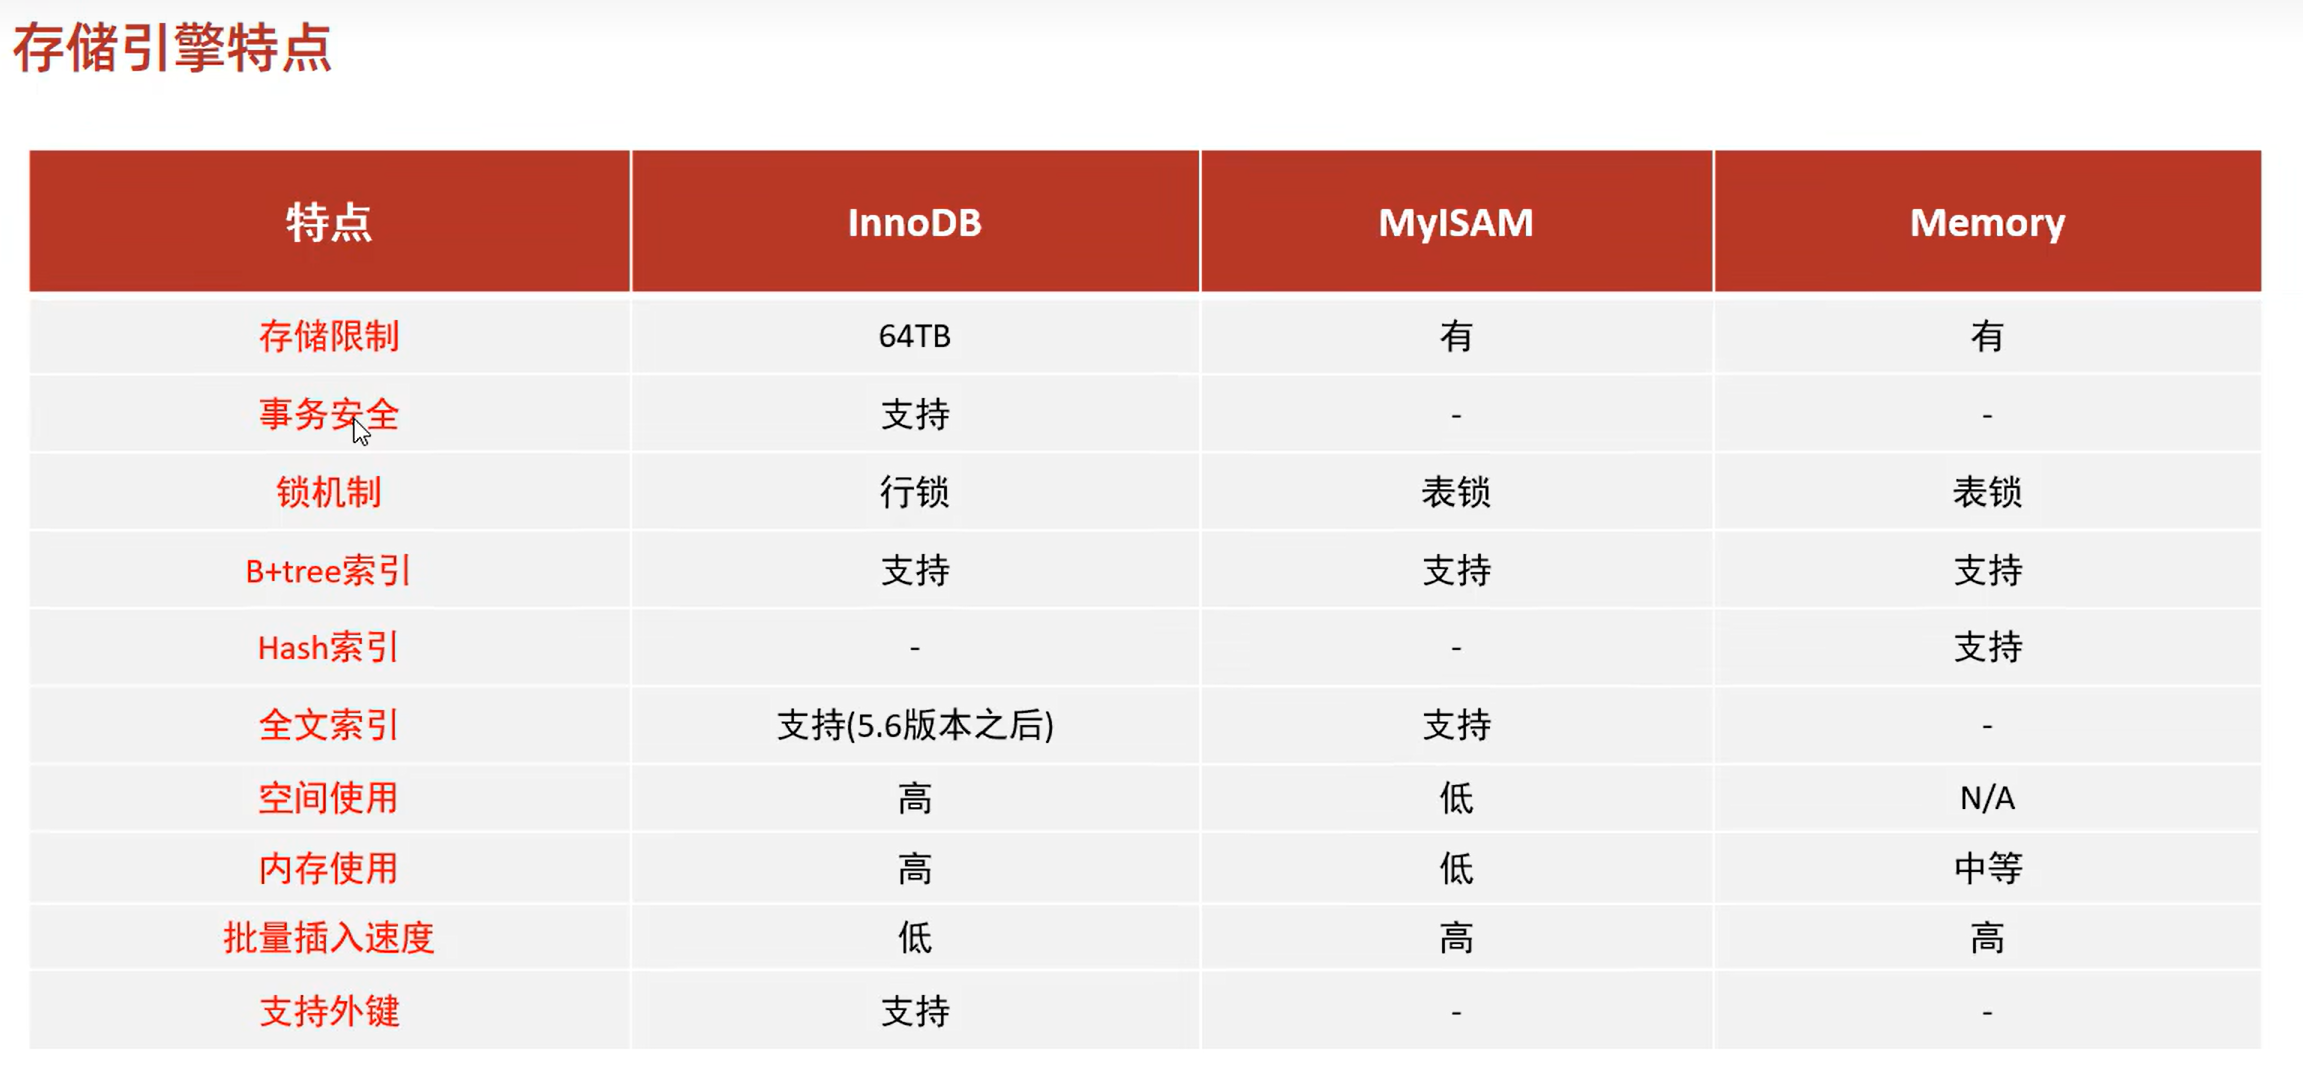 存储引擎特点
特点 InnoDB MyISAM Memory
存储限制 64TB 有 有
事务安全 支持 - -
锁机制 行锁 表锁 表锁
B+tree索引 支持 支持 支持
Hash索引 - - 支持
全文索引 支持(5.6版本之后) 支持 -
空间使用 高 低 N/A
内存使用 高 低 中等
批量插入速度 低 高 高
支持外键 支持 - -